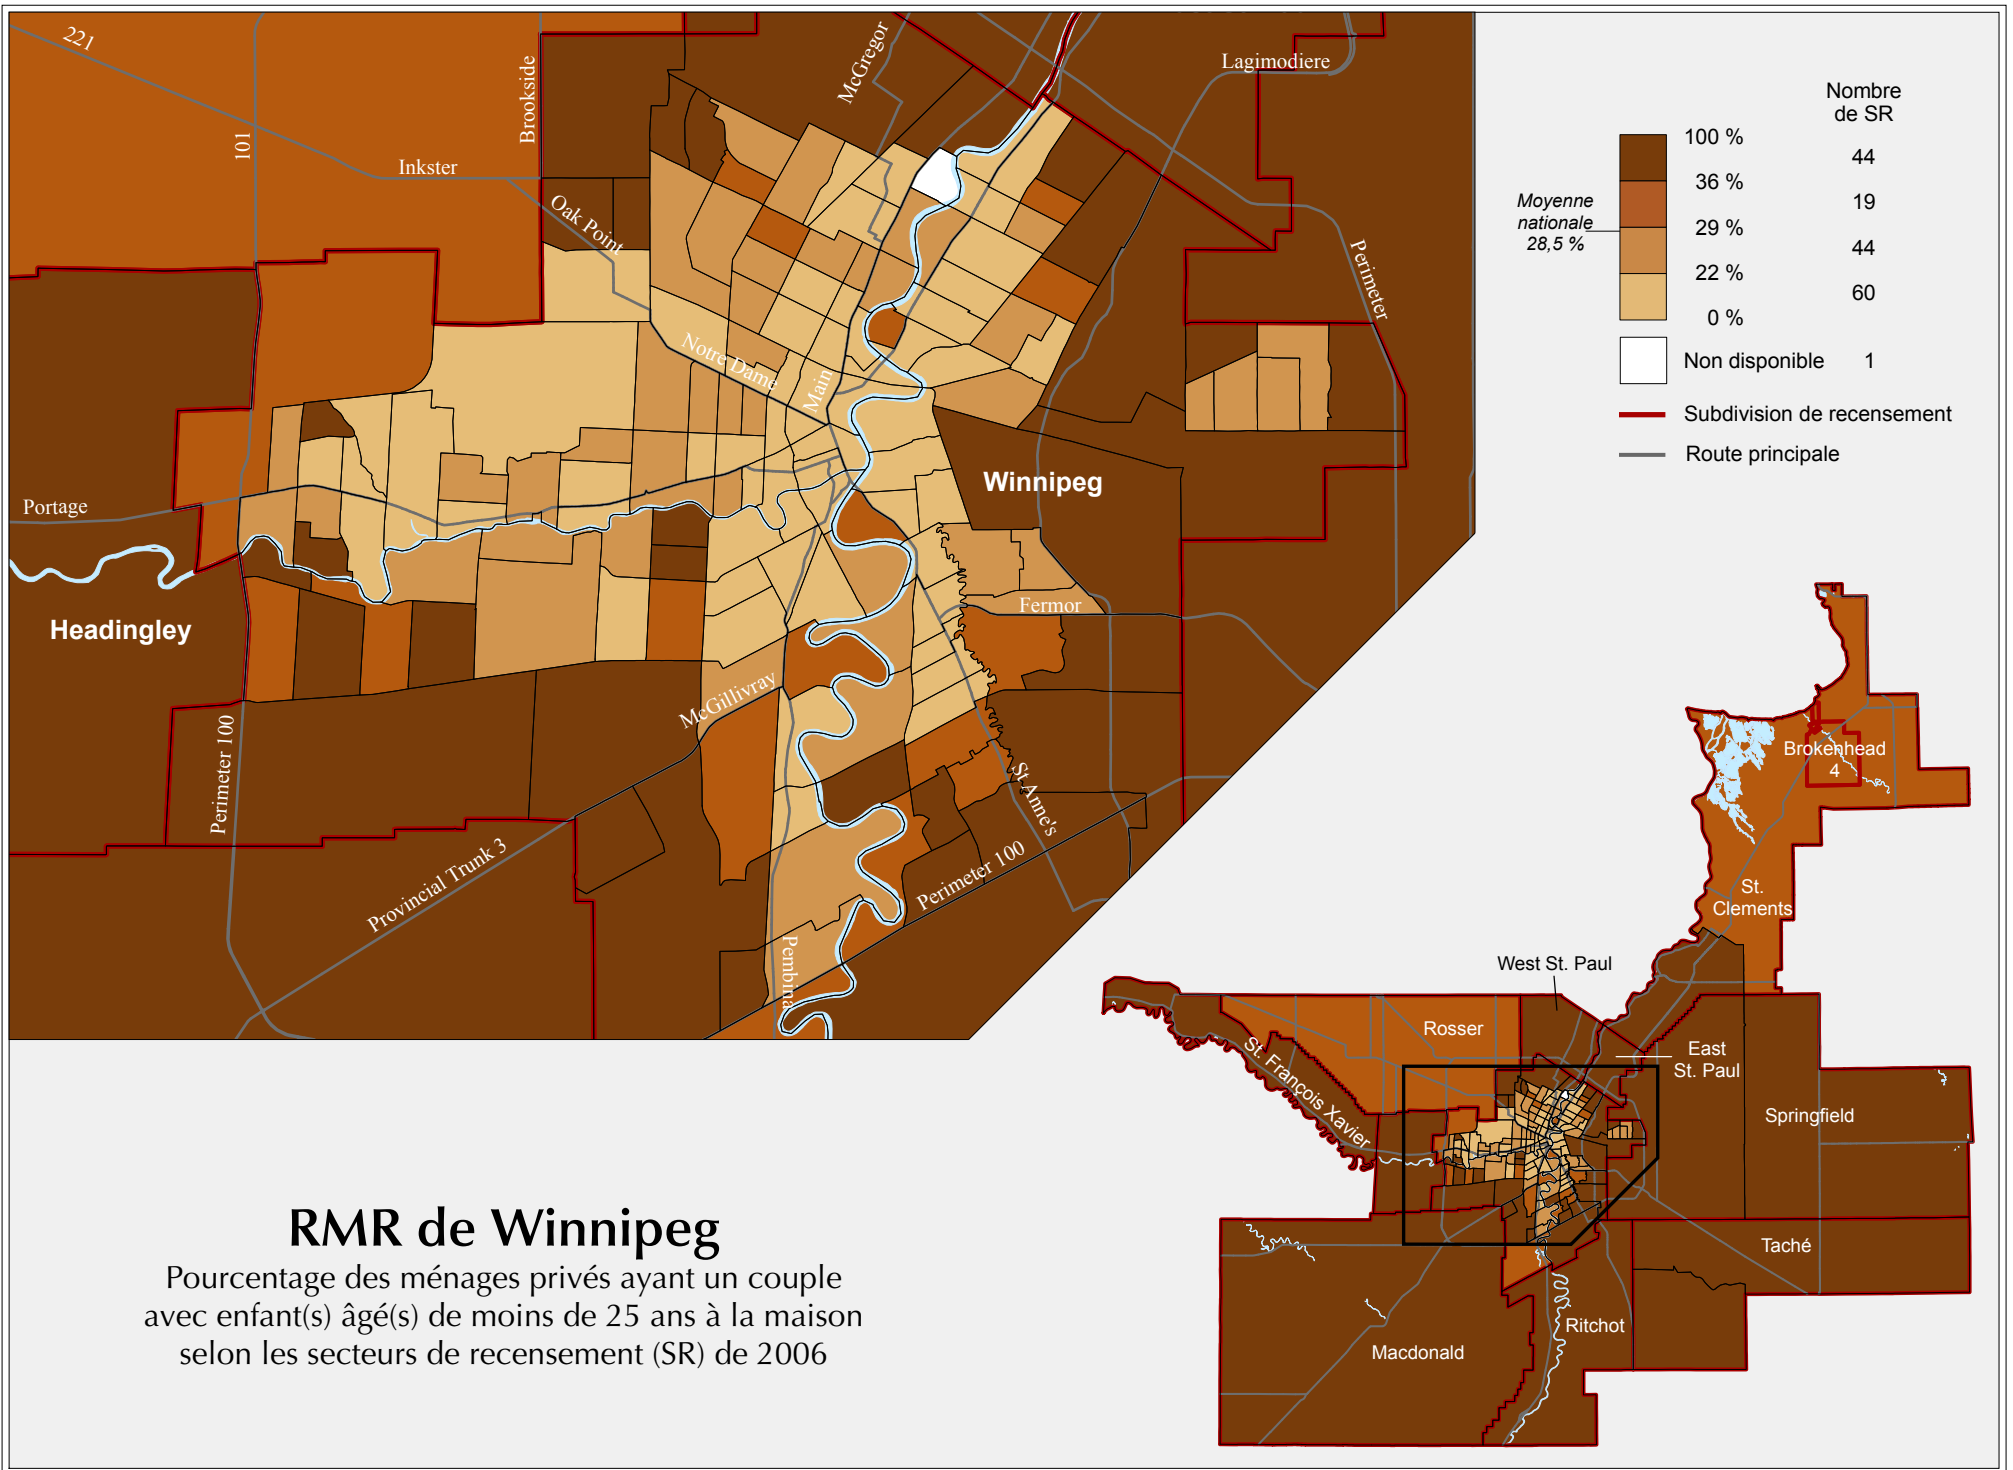 221
101
Brookside
Inkster
Oak Point
McGregor
Lagimodiere
Perimeter
Notre Dame
Main
Winnipeg
Portage
Headingley
Fermor
McGillivray
Perimeter 100
St. Anne's
Provincial Trunk 3
Perimeter 100
Pembina
Nombre
de SR
100 %
44
36 %
19
Moyenne
nationale
28,5 %
29 %
44
22 %
60
0 %
Non disponible 1
Subdivision de recensement
Route principale
Brokenhead
4
St.
Clements
West St. Paul
Rosser
East
St. Paul
St. François Xavier
Springfield
Taché
Ritchot
Macdonald
RMR de Winnipeg
Pourcentage des ménages privés ayant un couple
avec enfant(s) âgé(s) de moins de 25 ans à la maison
selon les secteurs de recensement (SR) de 2006